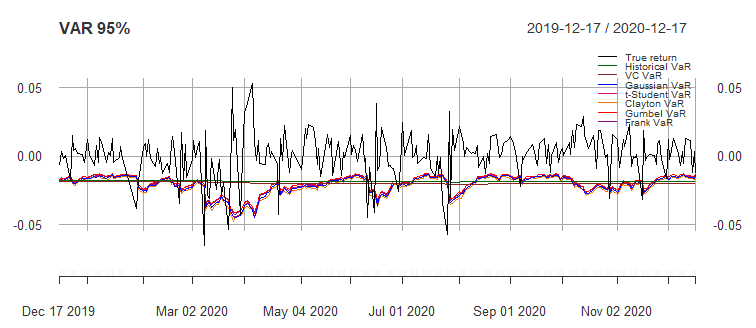 VAR 95%
2019-12-17 / 2020-12-17
True return
Historical VaR
VC VaR
Gaussian VaR
t-Student VaR
Clayton VaR
Gumbel VaR
Frank VaR
0.05
0.05
0.00
0.00
-0.05
-0.05
Dec 17 2019
Mar 02 2020
May 04 2020
Jul 01 2020
Sep 01 2020
Nov 02 2020